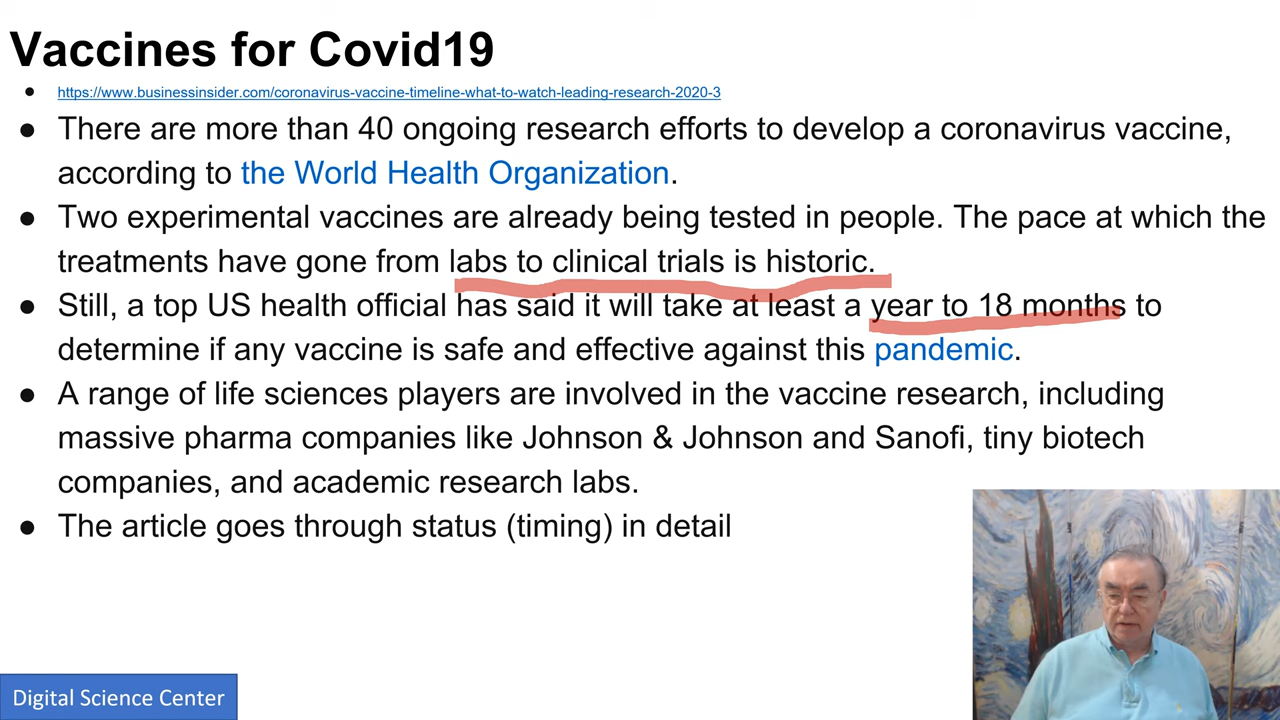 Vaccines for Covid19
● https://www.businessinsider.com/coronavirus-vaccine-timeline-what-to-watch-leading-research-2020-3
● There are more than 40 ongoing research efforts to develop a coronavirus vaccine,
according to the World Health Organization.
● Two experimental vaccines are already being tested in people. The pace at which the
treatments have gone from labs to clinical trials is historic.
● Still, a top US health official has said it will take at least a year to 18 months to
determine if any vaccine is safe and effective against this pandemic.
● A range of life sciences players are involved in the vaccine research, including
massive pharma companies like Johnson & Johnson and Sanofi, tiny biotech
companies, and academic research labs.
● The article goes through status (timing) in detail
Digital Science Center